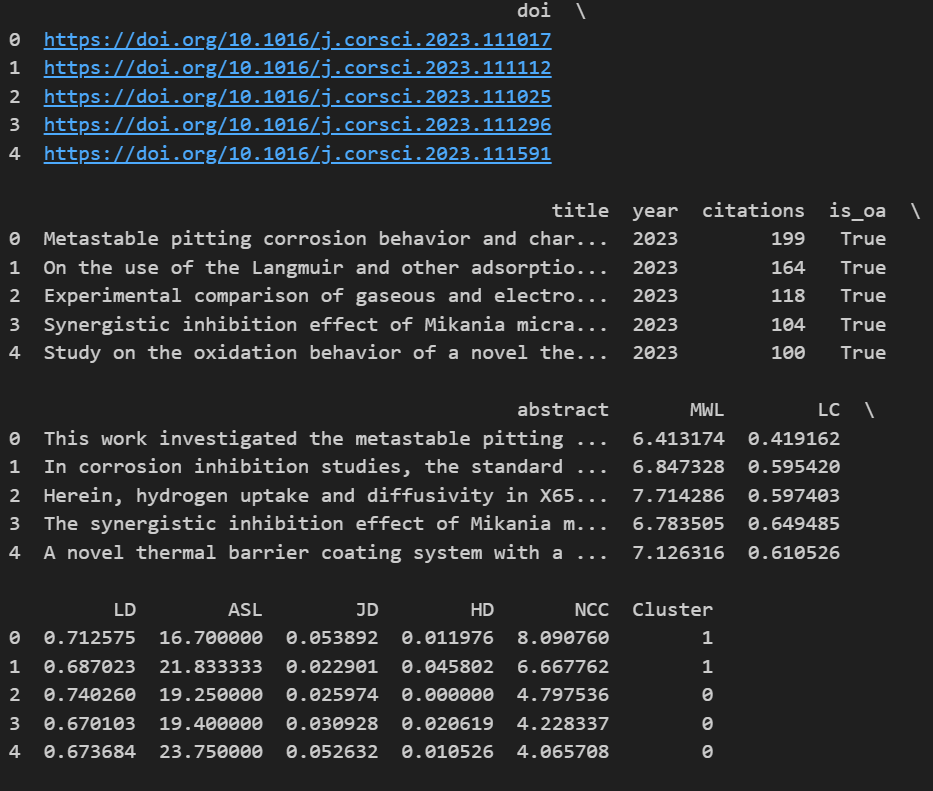 doi \
0 https://doi.org/10.1016/j.corsci.2023.111017
1 https://doi.org/10.1016/j.corsci.2023.111112
2 https://doi.org/10.1016/j.corsci.2023.111025
3 https://doi.org/10.1016/j.corsci.2023.111296
4 https://doi.org/10.1016/j.corsci.2023.111591
title year citations is_oa \
0 Metastable pitting corrosion behavior and char... 2023 199 True
1 On the use of the Langmuir and other adsorptio... 2023 164 True
2 Experimental comparison of gaseous and electro... 2023 118 True
3 Synergistic inhibition effect of Mikania micra... 2023 104 True
4 Study on the oxidation behavior of a novel the... 2023 100 True
abstract MWL LC \
0 This work investigated the metastable pitting ... 6.413174 0.419162
1 In corrosion inhibition studies, the standard ... 6.847328 0.595420
2 Herein, hydrogen uptake and diffusivity in X65... 7.714286 0.597403
3 The synergistic inhibition effect of Mikania m... 6.783505 0.649485
4 A novel thermal barrier coating system with a ... 7.126316 0.610526
LD ASL JD HD NCC Cluster
0 0.712575 16.700000 0.053892 0.011976 8.090760 1
1 0.687023 21.833333 0.022901 0.045802 6.667762 1
2 0.740260 19.250000 0.025974 0.000000 4.797536 0
3 0.670103 19.400000 0.030928 0.020619 4.228337 0
4 0.673684 23.750000 0.052632 0.010526 4.065708 0